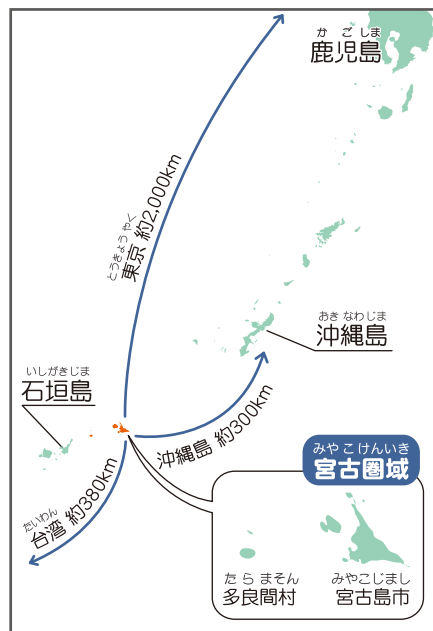 かごしま
鹿児島
とうきょう やく
東京 約2,000km
おきなわじま
沖縄島
いしがきじま
石垣島
沖縄島 約300km
たいわん
台湾 約380km
みやこけんいき
宮古圏域
たらまそん
多良間村
みやこじまし
宮古島市